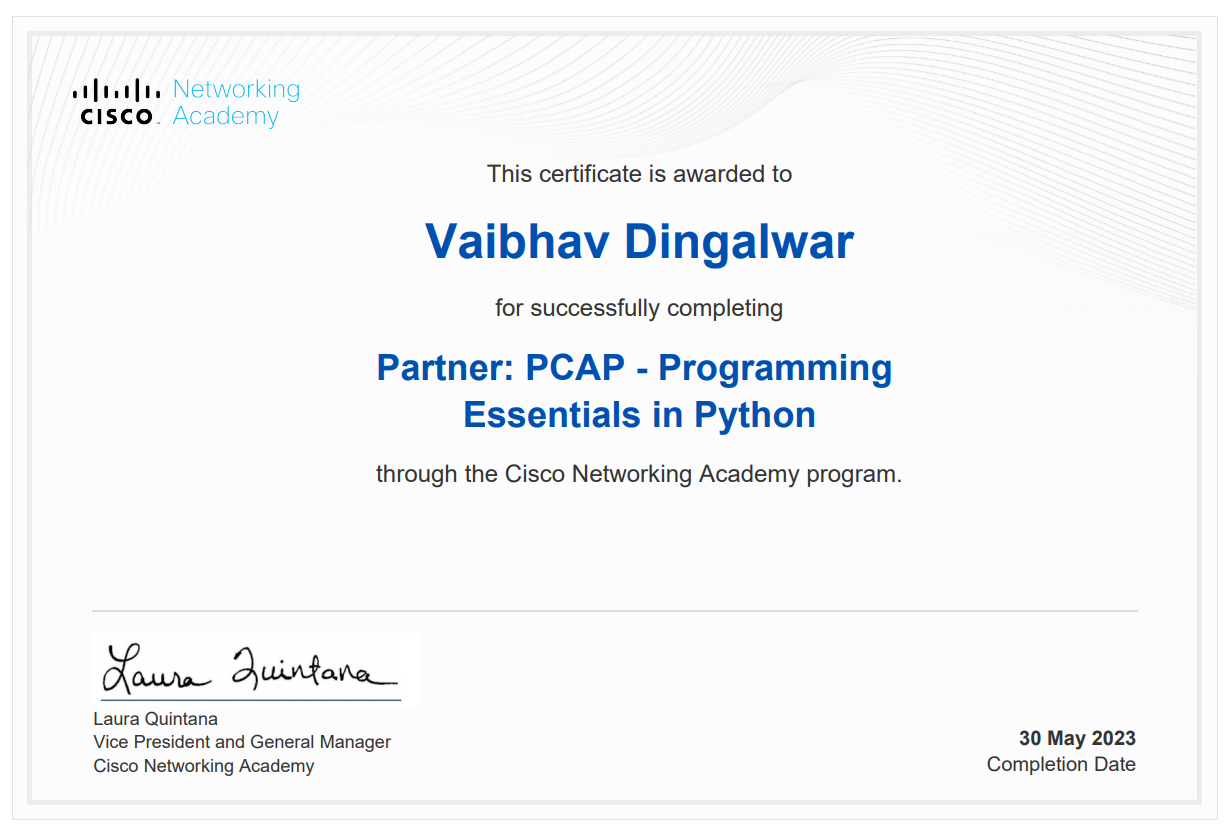 Networking
CISCO Academy
This certificate is awarded to
Vaibhav Dingalwar
for successfully completing
Partner: PCAP - Programming
Essentials in Python
through the Cisco Networking Academy program.
Laura Quintana
Laura Quintana
Vice President and General Manager
Cisco Networking Academy
30 May 2023
Completion Date